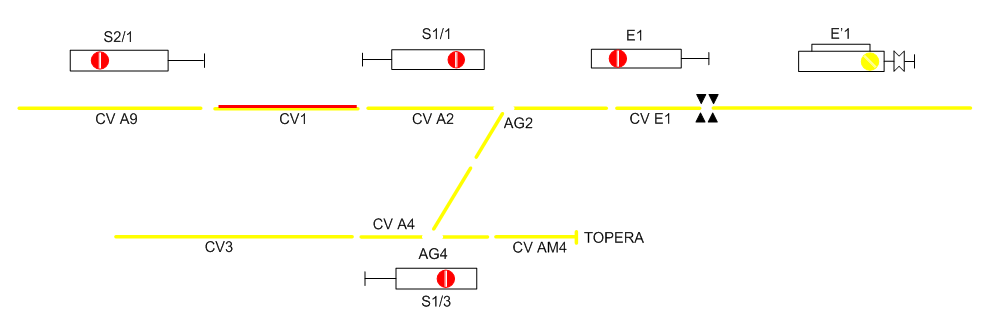 S2/1
S1/1
E1
E'1
CV A9
CV1
CV A2
AG2
CV E1
CV A4
CV3
AG4
CV AM4
TOPERA
S1/3